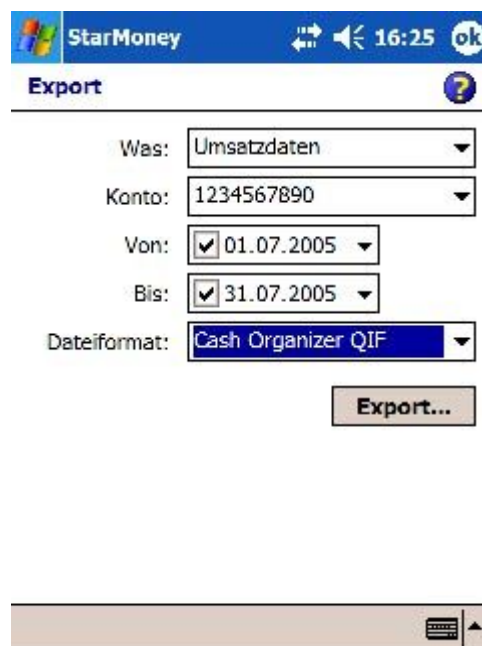 StarMoney 16:25 ok
Export
Was: Umsatzdaten
Konto: 1234567890
Von: 01.07.2005
Bis: 31.07.2005
Dateiformat: Cash Organizer QIF
Export...